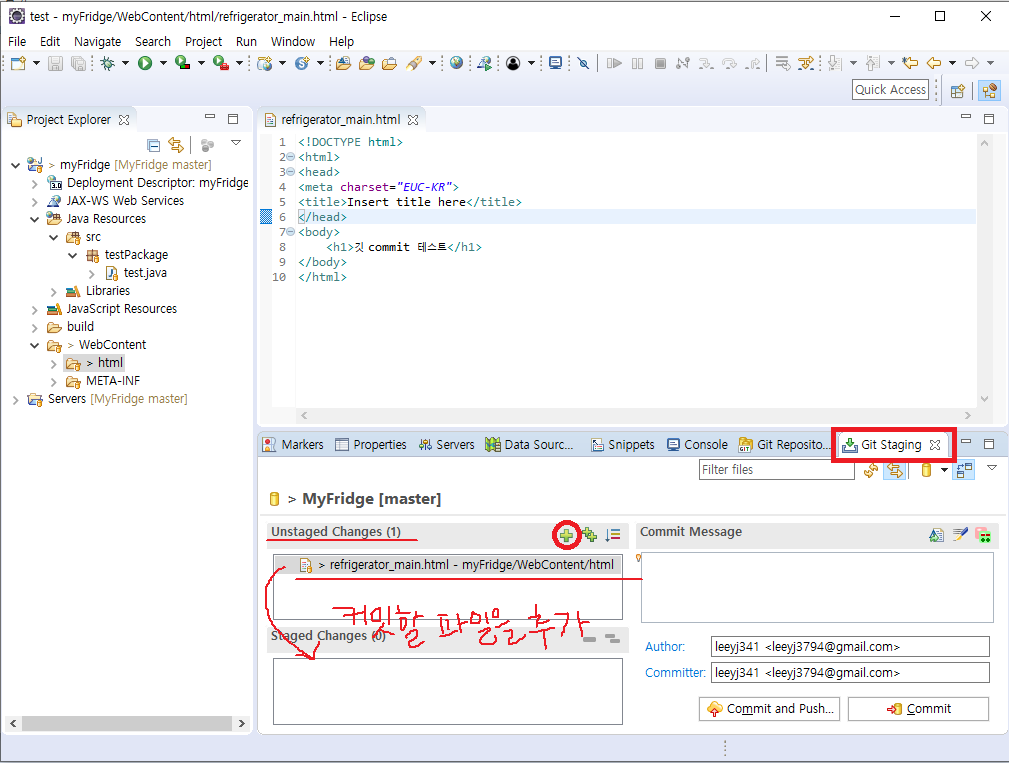 test - myFridge/WebContent/html/refrigerator_main.html - Eclipse
File Edit Navigate Search Project Run Window Help
Quick Access
Project Explorer
myFridge [MyFridge master]
Deployment Descriptor: myFridge
JAX-WS Web Services
Java Resources
src
testPackage
test.java
Libraries
JavaScript Resources
build
> WebContent
> html
META-INF
Servers [MyFridge master]
refrigerator_main.html
1 <!DOCTYPE html>
2 <html>
3 <head>
4 <meta charset="EUC-KR">
5 <title>Insert title here</title>
6 </head>
7 <body>
8 <h1>깃 commit 테스트</h1>
9 </body>
10 </html>
Markers Properties Servers Data Sourc... Snippets Console Git Reposito... Git Staging
Filter files
> MyFridge [master]
Unstaged Changes (1)
> refrigerator_main.html - myFridge/WebContent/html
커밋할 파일을 추가
Staged Changes (0)
Commit Message
Author: leeyj341 <leeyj3794@gmail.com>
Committer: leeyj341 <leeyj3794@gmail.com>
Commit and Push... Commit